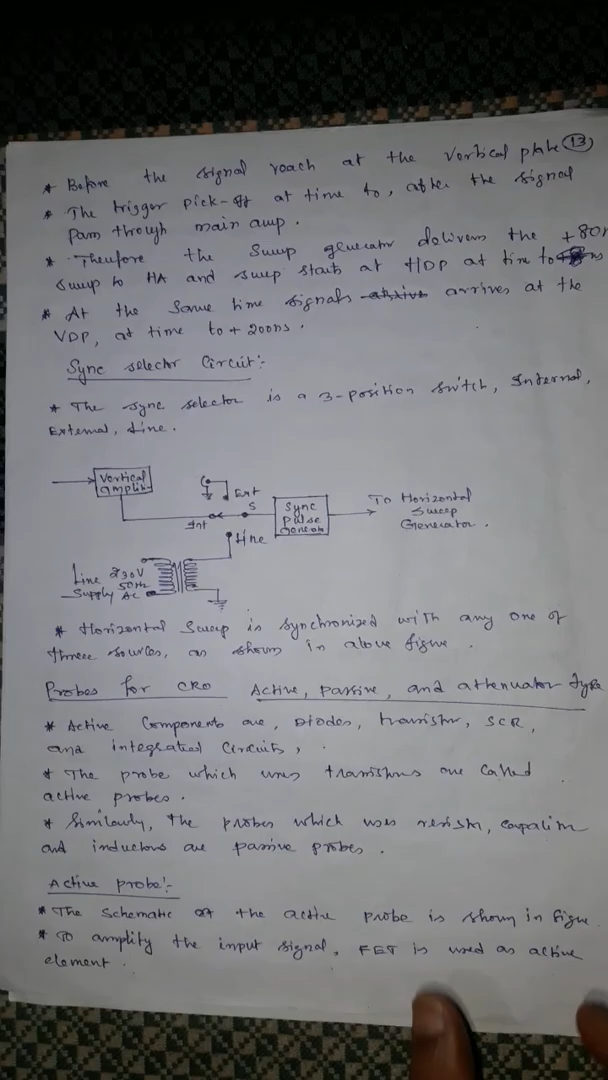 13
* Before the signal reach at the vertical plate
* The trigger pick-off at time to, after the signal
pass through main amp.
* Therefore the sweep generator delivers the
sweep to HA and sweep starts at HDP at time to
* At the same time signals arrives at the
VDP, at time to + 200ns.
Sync selector Circuit:-
* The sync selector is a 3-position switch, Internal,
External, Line.
Vertical
amplifi
Ext
S
Int
Sync
pulse
To Horizontal
Sweep
Generator.
Line
Line 230V
50Hz
Supply AC
* Horizontal Sweep is synchronized with any one of
three sources, as shown in above figure.
Probes for CRO Active, passive, and attenuator type
* Active Components are, Diodes, transistor, SCR,
and integrated Circuits,
* The probe which uses transistors are Called
active probes.
* Similarly, the probes which uses resistor,
and inductors are passive probes.
Active probe:-
* The Schematic of the active probe is shown in figure
* To amplify the input signal, FET is used as active
element.